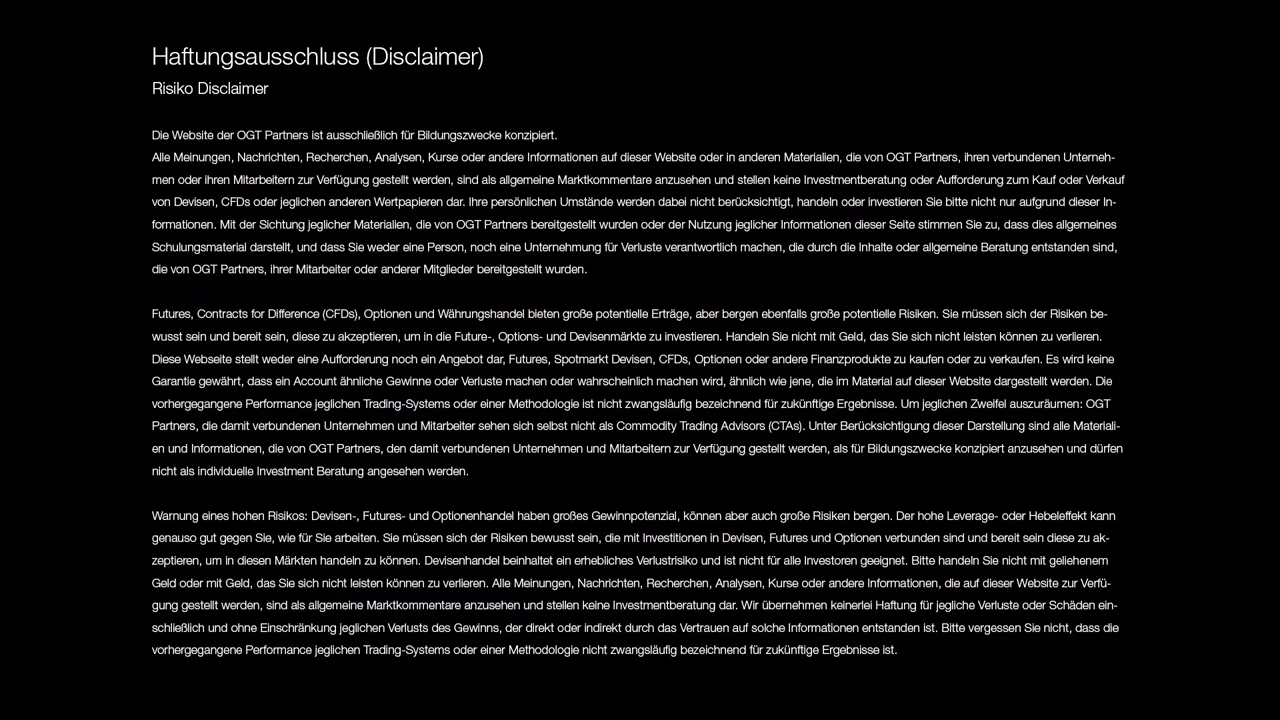 Haftungsausschluss (Disclaimer)
Risiko Disclaimer
Die Website der OGT Partners ist ausschließlich für Bildungszwecke konzipiert.
Alle Meinungen, Nachrichten, Recherchen, Analysen, Kurse oder andere Informationen auf dieser Website oder in anderen Materialien, die von OGT Partners, ihren verbundenen Unterneh-
men oder ihren Mitarbeitern zur Verfügung gestellt werden, sind als allgemeine Marktkommentare anzusehen und stellen keine Investmentberatung oder Aufforderung zum Kauf oder Verkauf
von Devisen, CFDs oder jeglichen anderen Wertpapieren dar. Ihre persönlichen Umstände werden dabei nicht berücksichtigt, handeln oder investieren Sie bitte nicht nur aufgrund dieser In-
formationen. Mit der Sichtung jeglicher Materialien, die von OGT Partners bereitgestellt wurden oder der Nutzung jeglicher Informationen dieser Seite stimmen Sie zu, dass dies allgemeines
Schulungsmaterial darstellt, und dass Sie weder eine Person, noch eine Unternehmung für Verluste verantwortlich machen, die durch die Inhalte oder allgemeine Beratung entstanden sind,
die von OGT Partners, ihrer Mitarbeiter oder anderer Mitglieder bereitgestellt wurden.
Futures, Contracts for Difference (CFDs), Optionen und Währungshandel bieten große potentielle Erträge, aber bergen ebenfalls große potentielle Risiken. Sie müssen sich der Risiken be-
wusst sein und bereit sein, diese zu akzeptieren, um in die Future-, Options- und Devisenmärkte zu investieren. Handeln Sie nicht mit Geld, das Sie sich nicht leisten können zu verlieren.
Diese Webseite stellt weder eine Aufforderung noch ein Angebot dar, Futures, Spotmarkt Devisen, CFDs, Optionen oder andere Finanzprodukte zu kaufen oder zu verkaufen. Es wird keine
Garantie gewährt, dass ein Account ähnliche Gewinne oder Verluste machen oder wahrscheinlich machen wird, ähnlich wie jene, die im Material auf dieser Website dargestellt werden. Die
vorhergegangene Performance jeglichen Trading-Systems oder einer Methodologie ist nicht zwangsläufig bezeichnend für zukünftige Ergebnisse. Um jeglichen Zweifel auszuräumen: OGT
Partners, die damit verbundenen Unternehmen und Mitarbeiter sehen sich selbst nicht als Commodity Trading Advisors (CTAs). Unter Berücksichtigung dieser Darstellung sind alle Materiali-
en und Informationen, die von OGT Partners, den damit verbundenen Unternehmen und Mitarbeitern zur Verfügung gestellt werden, als für Bildungszwecke konzipiert anzusehen und dürfen
nicht als individuelle Investment Beratung angesehen werden.
Warnung eines hohen Risikos: Devisen-, Futures- und Optionenhandel haben großes Gewinnpotenzial, können aber auch große Risiken bergen. Der hohe Leverage- oder Hebeleffekt kann
genauso gut gegen Sie, wie für Sie arbeiten. Sie müssen sich der Risiken bewusst sein, die mit Investitionen in Devisen, Futures und Optionen verbunden sind und bereit sein diese zu ak-
zeptieren, um in diesen Märkten handeln zu können. Devisenhandel beinhaltet ein erhebliches Verlustrisiko und ist nicht für alle Investoren geeignet. Bitte handeln Sie nicht mit geliehenem
Geld oder mit Geld, das Sie sich nicht leisten können zu verlieren. Alle Meinungen, Nachrichten, Recherchen, Analysen, Kurse oder andere Informationen, die auf dieser Website zur Verfü-
gung gestellt werden, sind als allgemeine Marktkommentare anzusehen und stellen keine Investmentberatung dar. Wir übernehmen keinerlei Haftung für jegliche Verluste oder Schäden ein-
schließlich und ohne Einschränkung jeglichen Verlusts des Gewinns, der direkt oder indirekt durch das Vertrauen auf solche Informationen entstanden ist. Bitte vergessen Sie nicht, dass die
vorhergegangene Performance jeglichen Trading-Systems oder einer Methodologie nicht zwangsläufig bezeichnend für zukünftige Ergebnisse ist.